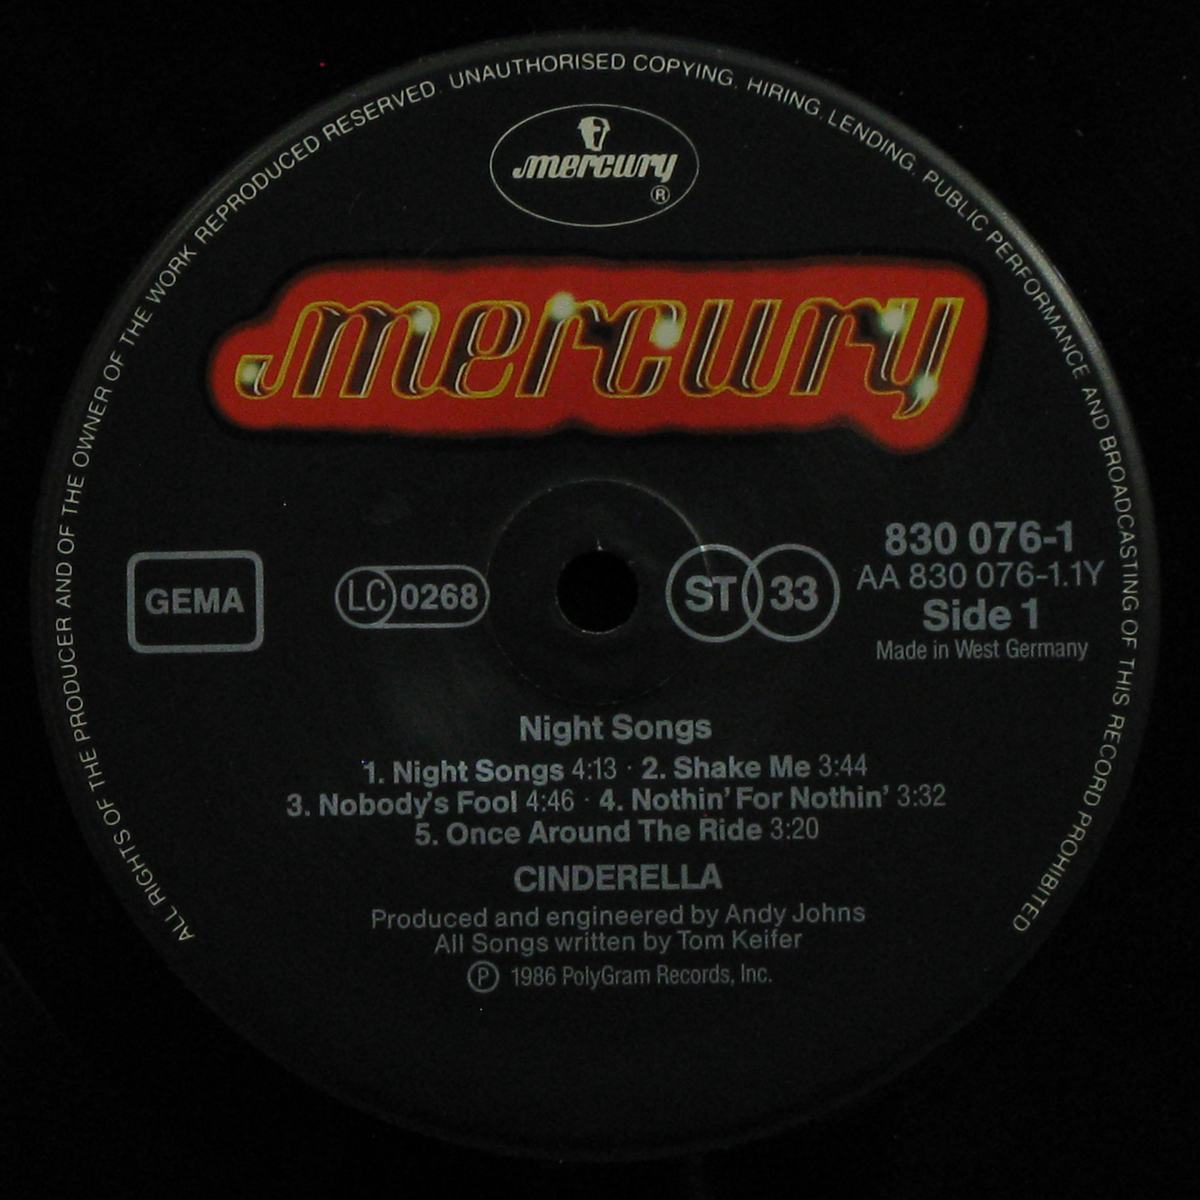 ALL RIGHTS OF THE PRODUCER AND OF THE OWNER OF THE WORK REPRODUCED RESERVED. UNAUTHORISED COPYING. HIRING. LENDING. PUBLIC PERFORMANCE AND BROADCASTING OF THIS RECORD PROHIBITED
mercury
®
mercury
GEMA
LC 0268
ST 33
830 076-1
AA 830 076-1.1Y
Side 1
Made in West Germany
Night Songs
1. Night Songs 4:13 · 2. Shake Me 3:44
3. Nobody's Fool 4:46 · 4. Nothin' For Nothin' 3:32
5. Once Around The Ride 3:20
CINDERELLA
Produced and engineered by Andy Johns
All Songs written by Tom Keifer
Ⓟ 1986 PolyGram Records, Inc.